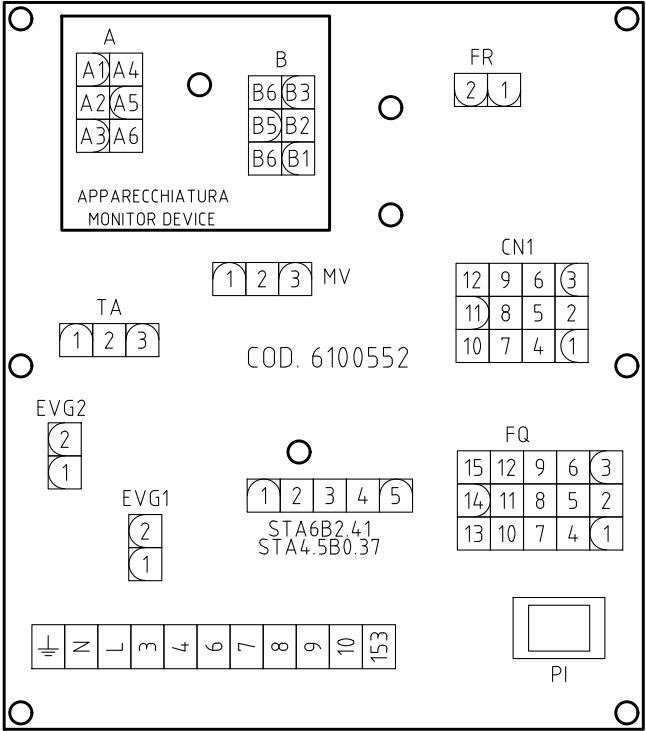 A
A1 A4
A2 A5
A3 A6
B
B6 B3
B5 B2
B6 B1
APPARECCHIATURA
MONITOR DEVICE
FR
2 1
CN1
12 9 6 3
11 8 5 2
10 7 4 1
1 2 3 MV
TA
1 2 3
COD. 6100552
EVG2
2
1
EVG1
2
1
1 2 3 4 5
STA6B2.41
STA4.5B0.37
FQ
15 12 9 6 3
14 11 8 5 2
13 10 7 4 1
N L 3 4 6 7 8 9 10 153
PI